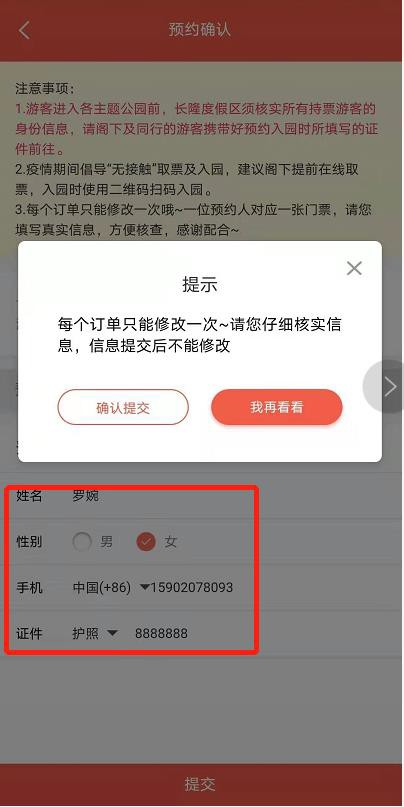 预约确认
注意事项：
1.游客进入各主题公园前，长隆度假区须核实所有持票游客的
身份信息，请阁下及同行的游客携带好预约入园时所填写的证
件前往。
2.疫情期间倡导“无接触”取票及入园，建议阁下提前在线取
票，入园时使用二维码扫码入园。
3.每个订单只能修改一次哦~一位预约人对应一张门票，请您
填写真实信息，方便核查，感谢配合~
提示
每个订单只能修改一次~请您仔细核实信
息，信息提交后不能修改
确认提交 我再看看
姓名 罗婉
性别 男 女
手机 中国(+86) 15902078093
证件 护照 8888888
提交